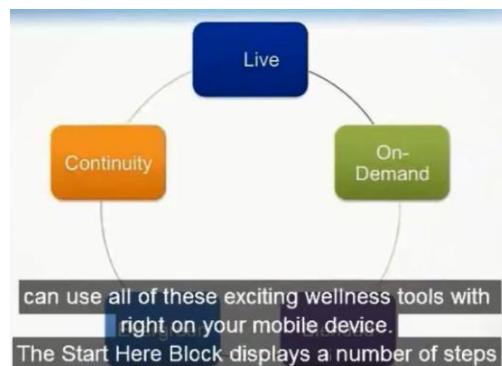 Live
Continuity
On-
Demand
can use all of these exciting wellness tools with
right on your mobile device.
The Start Here Block displays a number of steps